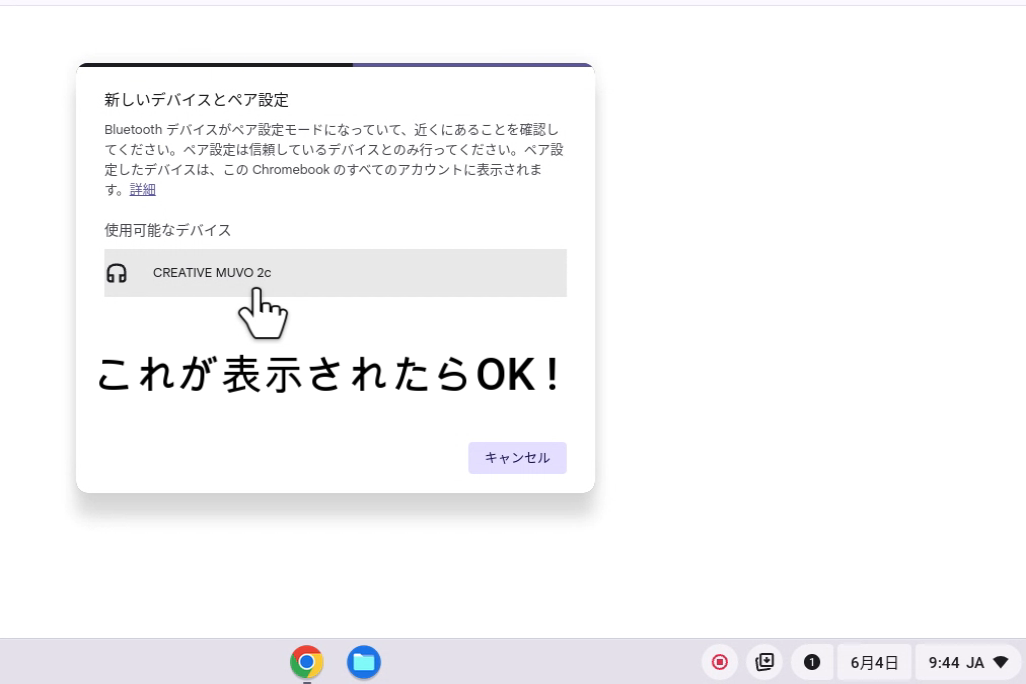 新しいデバイスとペア設定
Bluetooth デバイスがペア設定モードになっていて、近くにあることを確認し
てください。ペア設定は信頼しているデバイスとのみ行ってください。ペア設
定したデバイスは、この Chromebook のすべてのアカウントに表示されま
す。詳細
使用可能なデバイス
CREATIVE MUVO 2c
これが表示されたらOK！
キャンセル
1 6月4日 9:44 JA